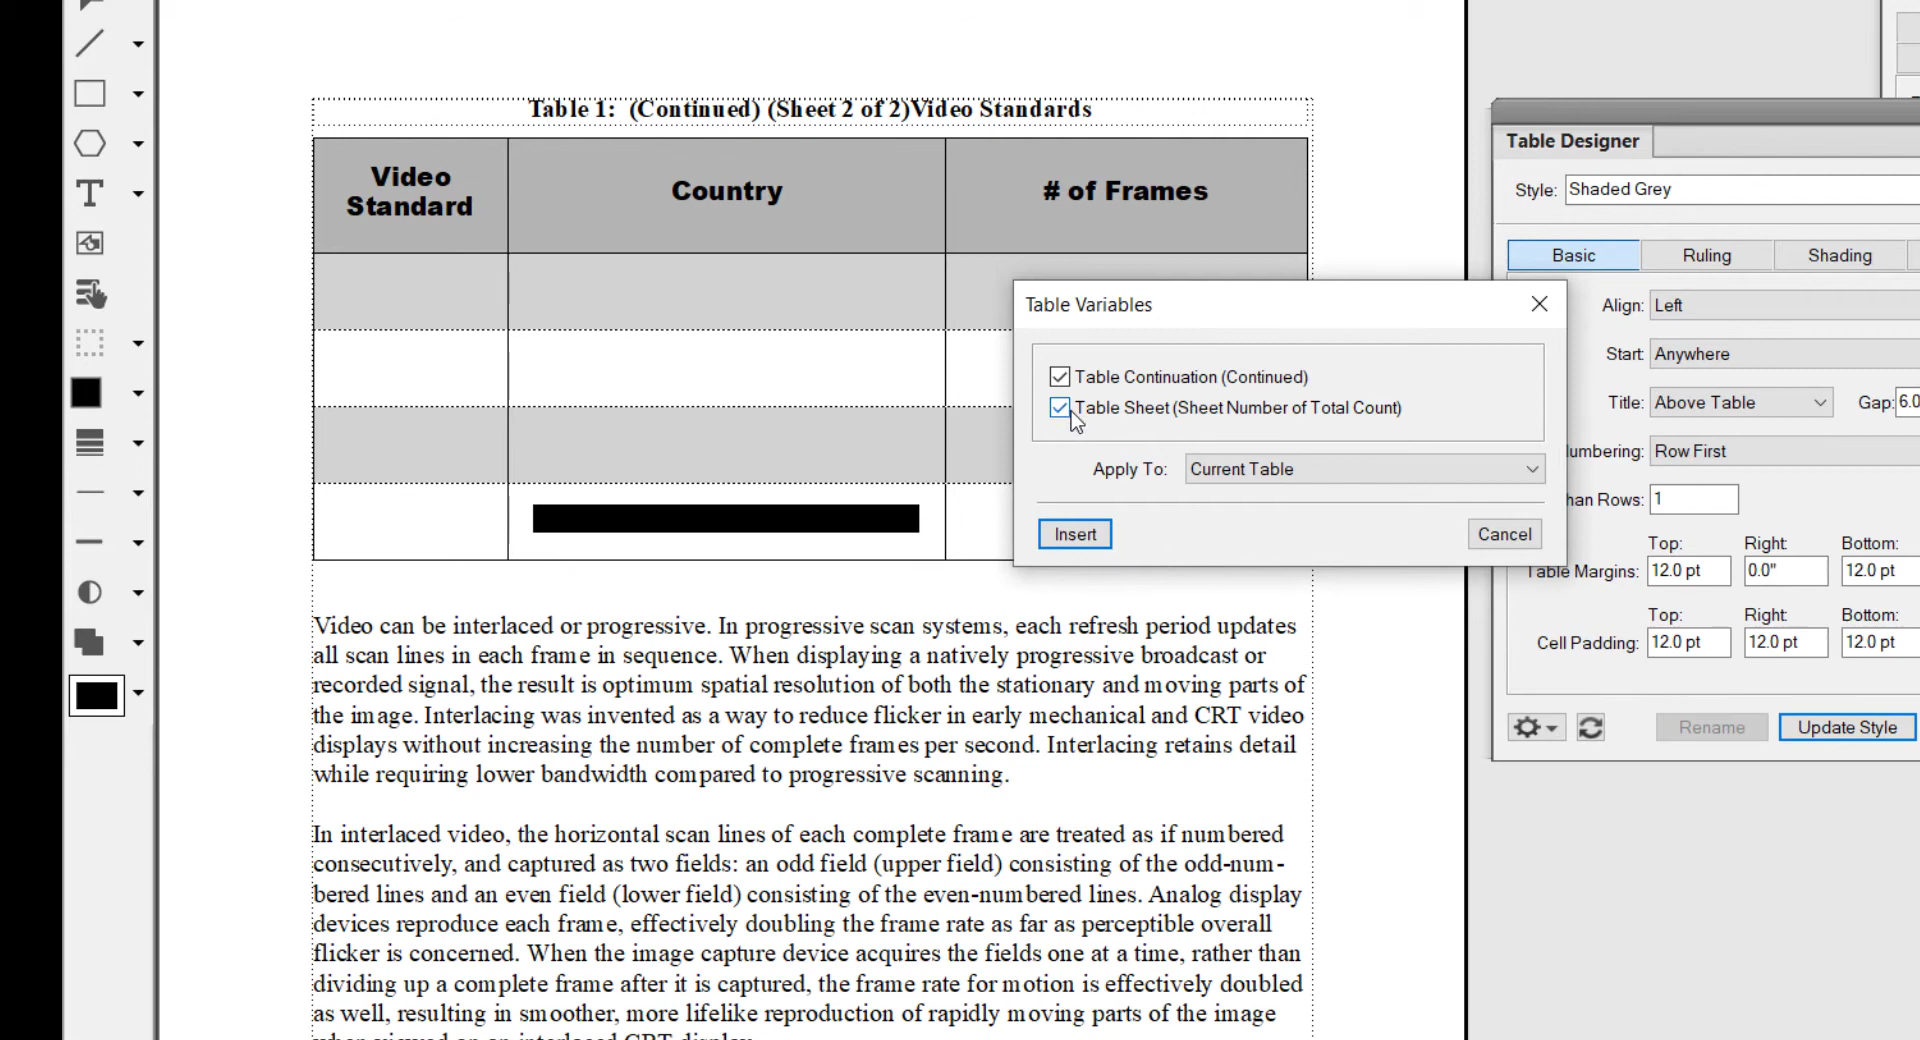 Table 1:  (Continued) (Sheet 2 of 2)Video Standards
Video
Standard
Country
# of Frames
Table Variables
Table Continuation (Continued)
Table Sheet (Sheet Number of Total Count)
Apply To:
Current Table
Insert
Cancel
Table Designer
Style:
Shaded Grey
Basic
Ruling
Shading
Align:
Left
Start:
Anywhere
Title:
Above Table
Gap:
6.0
umbering:
Row First
han Rows:
1
Top:
Right:
Bottom:
Table Margins:
12.0 pt
0.0"
12.0 pt
Top:
Right:
Bottom:
Cell Padding:
12.0 pt
12.0 pt
12.0 pt
Rename
Update Style
Video can be interlaced or progressive. In progressive scan systems, each refresh period updates
all scan lines in each frame in sequence. When displaying a natively progressive broadcast or
recorded signal, the result is optimum spatial resolution of both the stationary and moving parts of
the image. Interlacing was invented as a way to reduce flicker in early mechanical and CRT video
displays without increasing the number of complete frames per second. Interlacing retains detail
while requiring lower bandwidth compared to progressive scanning.
In interlaced video, the horizontal scan lines of each complete frame are treated as if numbered
consecutively, and captured as two fields: an odd field (upper field) consisting of the odd-num-
bered lines and an even field (lower field) consisting of the even-numbered lines. Analog display
devices reproduce each frame, effectively doubling the frame rate as far as perceptible overall
flicker is concerned. When the image capture device acquires the fields one at a time, rather than
dividing up a complete frame after it is captured, the frame rate for motion is effectively doubled
as well, resulting in smoother, more lifelike reproduction of rapidly moving parts of the image
when viewed on an interlaced CRT display.